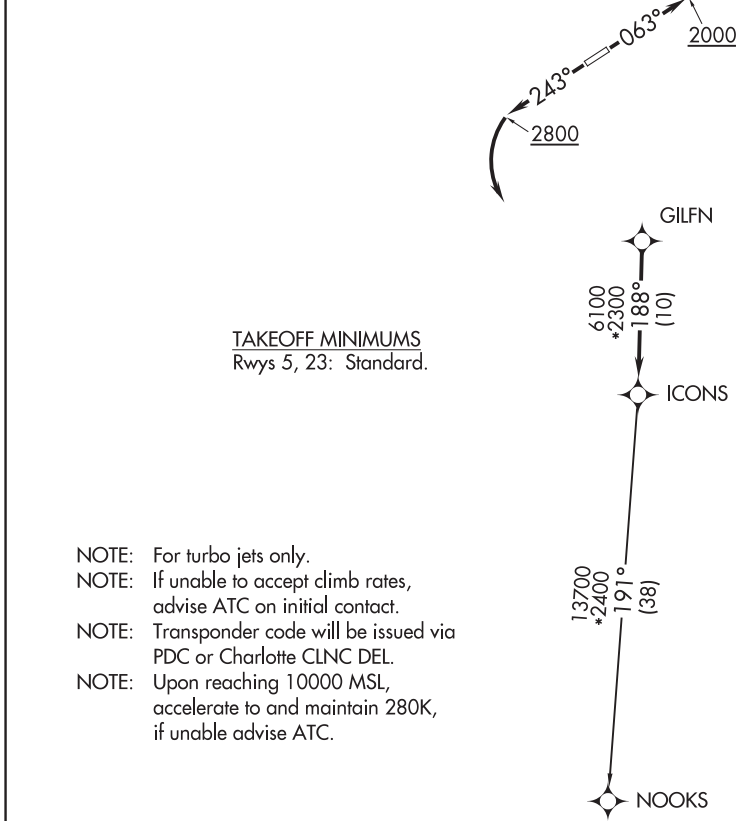 063°
2000
243°
2800
GILFN
6100
*2300
188°
(10)
TAKEOFF MINIMUMS
Rwys 5, 23: Standard.
ICONS
13700
*2400
191°
(38)
NOTE: For turbo jets only.
NOTE: If unable to accept climb rates,
advise ATC on initial contact.
NOTE: Transponder code will be issued via
PDC or Charlotte CLNC DEL.
NOTE: Upon reaching 10000 MSL,
accelerate to and maintain 280K,
if unable advise ATC.
NOOKS